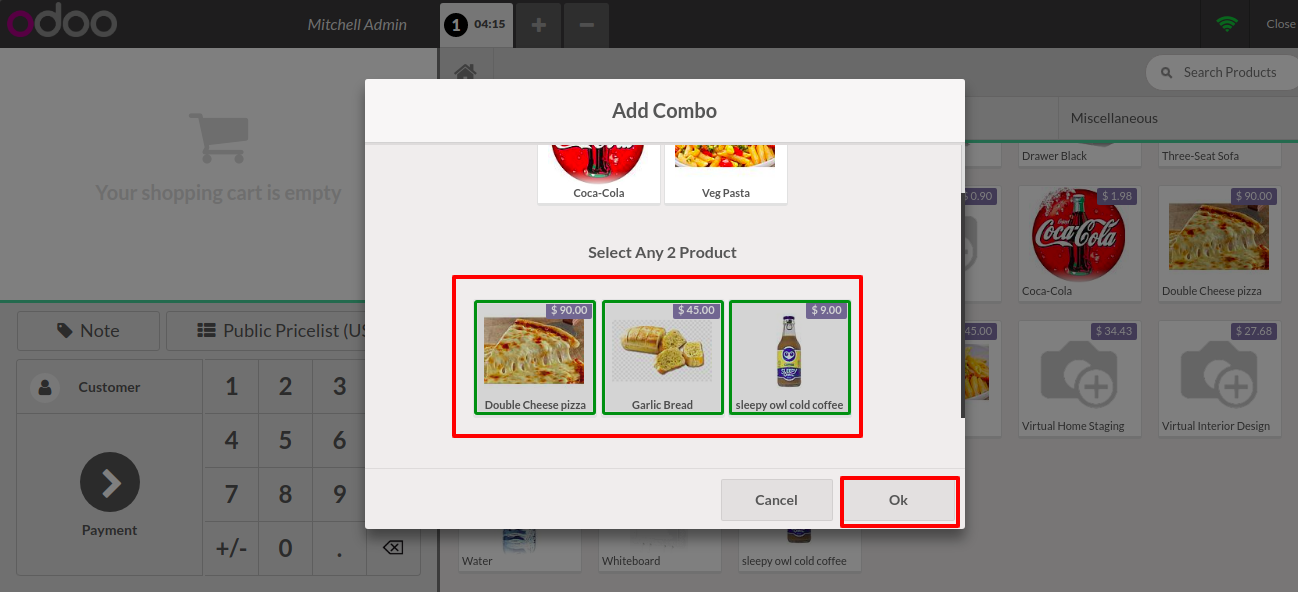 odoo
Mitchell Admin
1 04:15
+ −
Close
Search Products
Miscellaneous
Your shopping cart is empty
Note
Public Pricelist (US
Customer
1 2 3
4 5 6
7 8 9
+/- 0 .
Payment
Add Combo
Coca-Cola
Veg Pasta
Select Any 2 Product
$ 90.00
Double Cheese pizza
$ 45.00
Garlic Bread
$ 9.00
sleepy owl cold coffee
Cancel
Ok
Drawer Black
Three-Seat Sofa
0.90
$ 1.98
Coca-Cola
Coca-Cola
$ 90.00
Double Cheese pizza
45.00
$ 34.43
Virtual Home Staging
$ 27.68
Virtual Interior Design
Water
Whiteboard
sleepy owl cold coffee